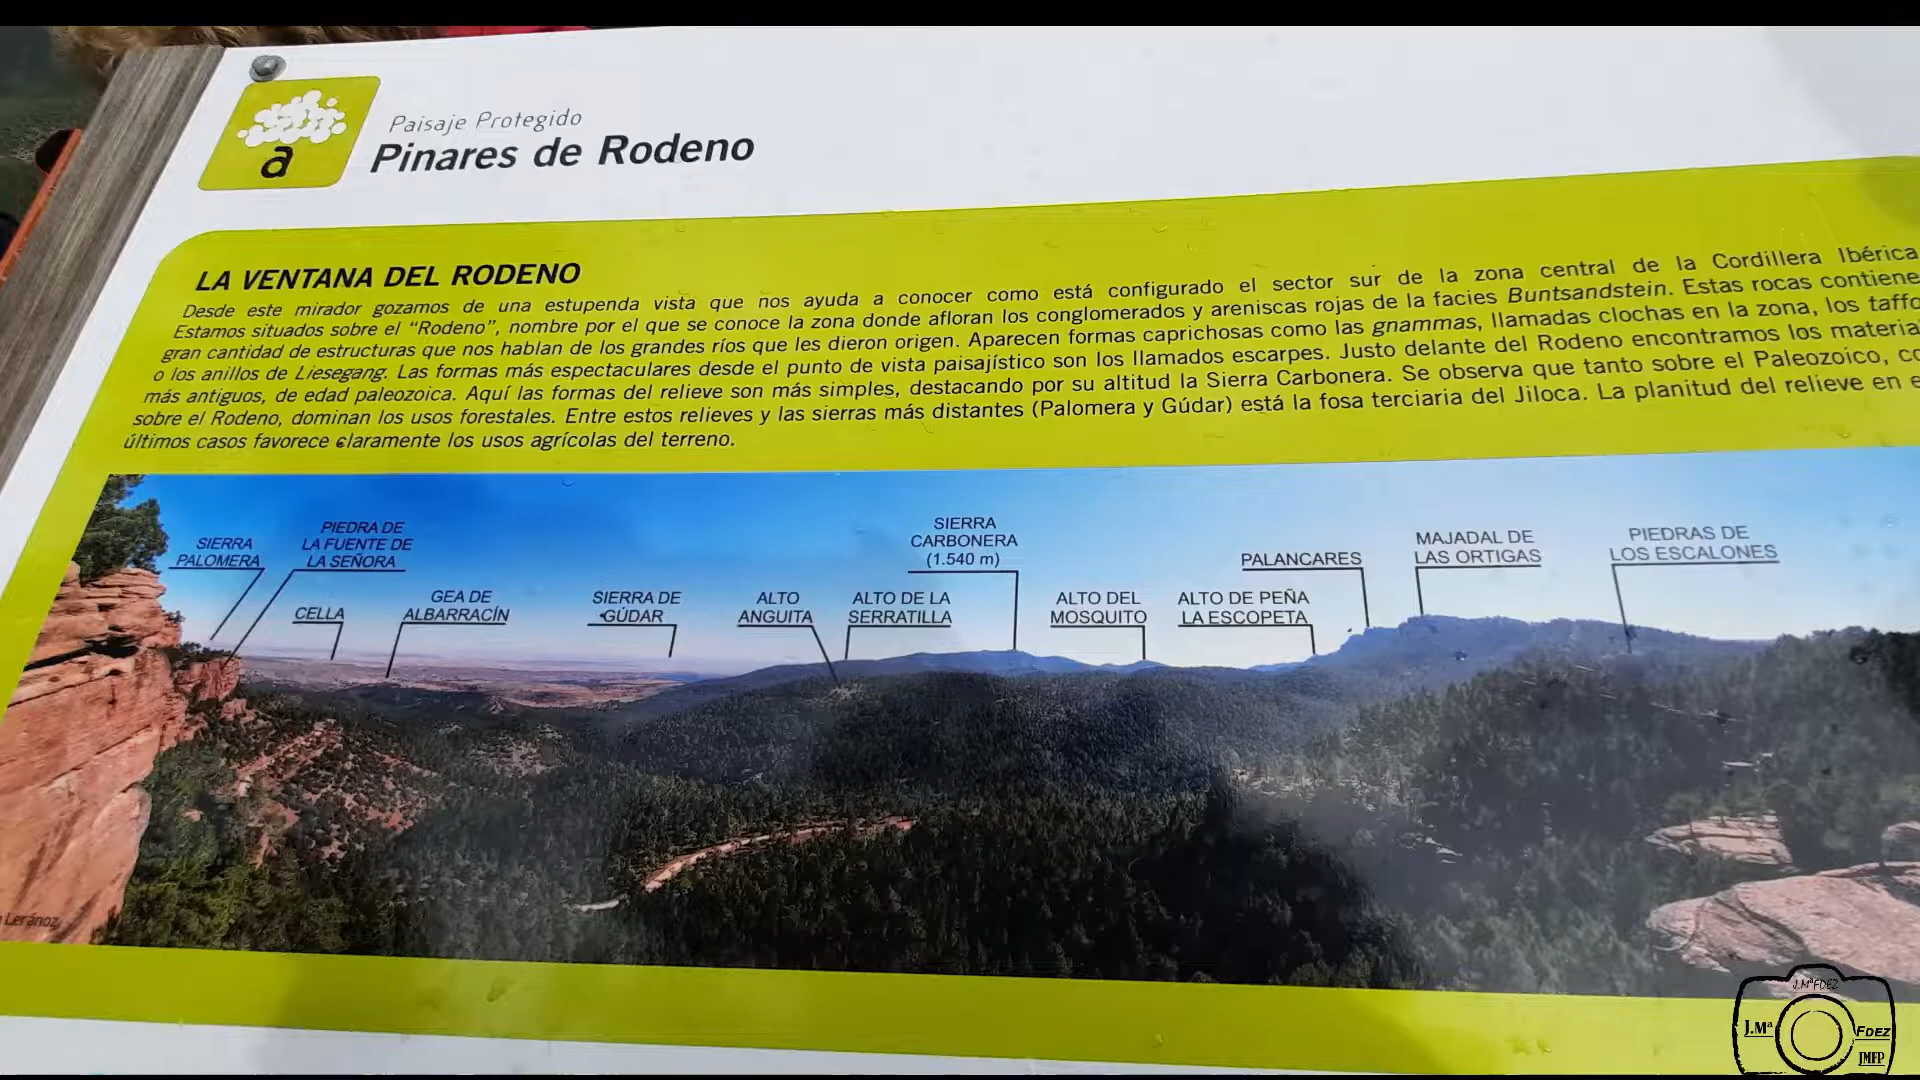 Paisaje Protegido
Pinares de Rodeno
a
LA VENTANA DEL RODENO
Desde este mirador gozamos de una estupenda vista que nos ayuda a conocer como está configurado el sector sur de la zona central de la Cordillera Ibérica
Estamos situados sobre el "Rodeno", nombre por el que se conoce la zona donde afloran los conglomerados y areniscas rojas de la facies Buntsandstein. Estas rocas contiene
gran cantidad de estructuras que nos hablan de los grandes ríos que les dieron origen. Aparecen formas caprichosas como las gnammas, llamadas clochas en la zona, los taffo
o los anillos de Liesegang. Las formas más espectaculares desde el punto de vista paisajístico son los llamados escarpes. Justo delante del Rodeno encontramos los material
más antiguos, de edad paleozoica. Aquí las formas del relieve son más simples, destacando por su altitud la Sierra Carbonera. Se observa que tanto sobre el Paleozoico, co
sobre el Rodeno, dominan los usos forestales. Entre estos relieves y las sierras más distantes (Palomera y Gúdar) está la fosa terciaria del Jiloca. La planitud del relieve en e
últimos casos favorece claramente los usos agrícolas del terreno.
SIERRA
PALOMERA
PIEDRA DE
LA FUENTE DE
LA SEÑORA
CELLA
GEA DE
ALBARRACÍN
SIERRA DE
GÚDAR
ALTO
ANGUITA
ALTO DE LA
SERRATILLA
SIERRA
CARBONERA
(1.540 m)
ALTO DEL
MOSQUITO
ALTO DE PEÑA
LA ESCOPETA
PALANCARES
MAJADAL DE
LAS ORTIGAS
PIEDRAS DE
LOS ESCALONES
Leránoz
J.MªFDEZ
J.Mª
FDEZ
JMFP